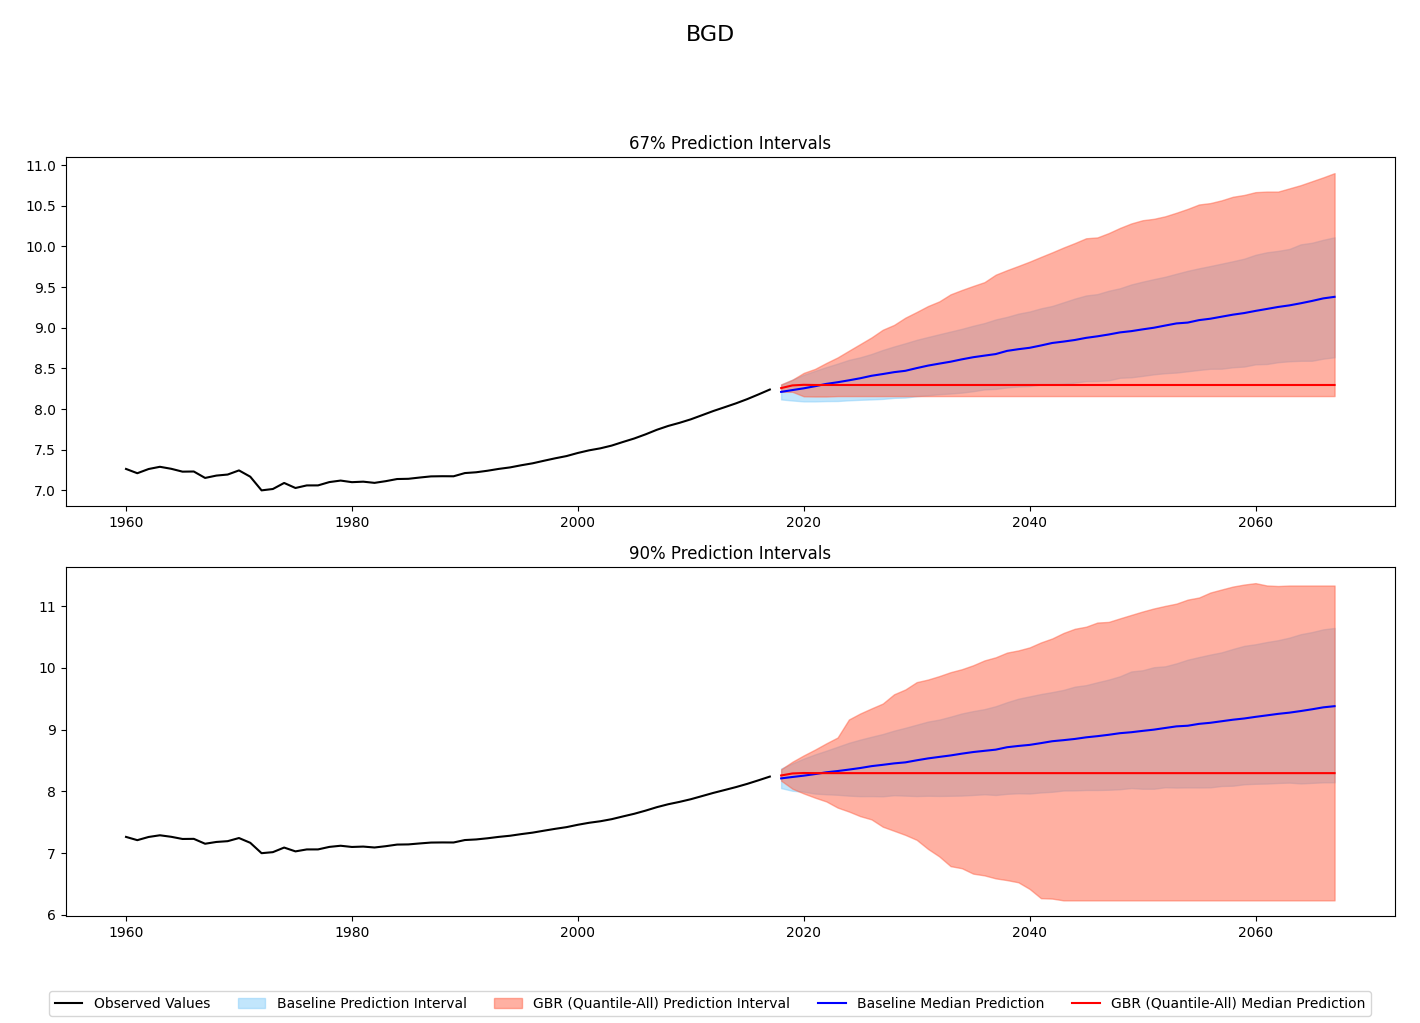 BGD
67% Prediction Intervals
11.0
10.5
10.0
9.5
9.0
8.5
8.0
7.5
7.0
1960 1980 2000 2020 2040 2060
90% Prediction Intervals
11
10
9
8
7
6
1960 1980 2000 2020 2040 2060
Observed Values Baseline Prediction Interval GBR (Quantile-All) Prediction Interval Baseline Median Prediction GBR (Quantile-All) Median Prediction